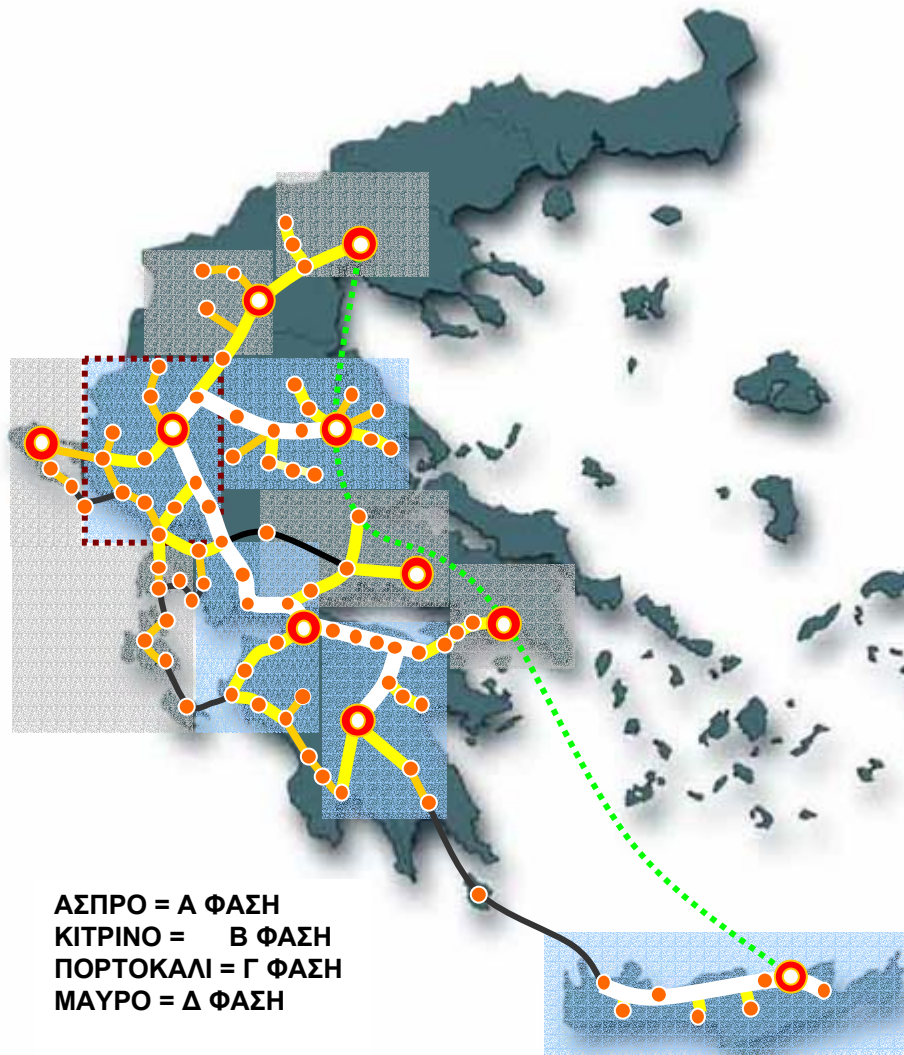 ΑΣΠΡΟ = Α ΦΑΣΗ
ΚΙΤΡΙΝΟ = Β ΦΑΣΗ
ΠΟΡΤΟΚΑΛΙ = Γ ΦΑΣΗ
ΜΑΥΡΟ = Δ ΦΑΣΗ